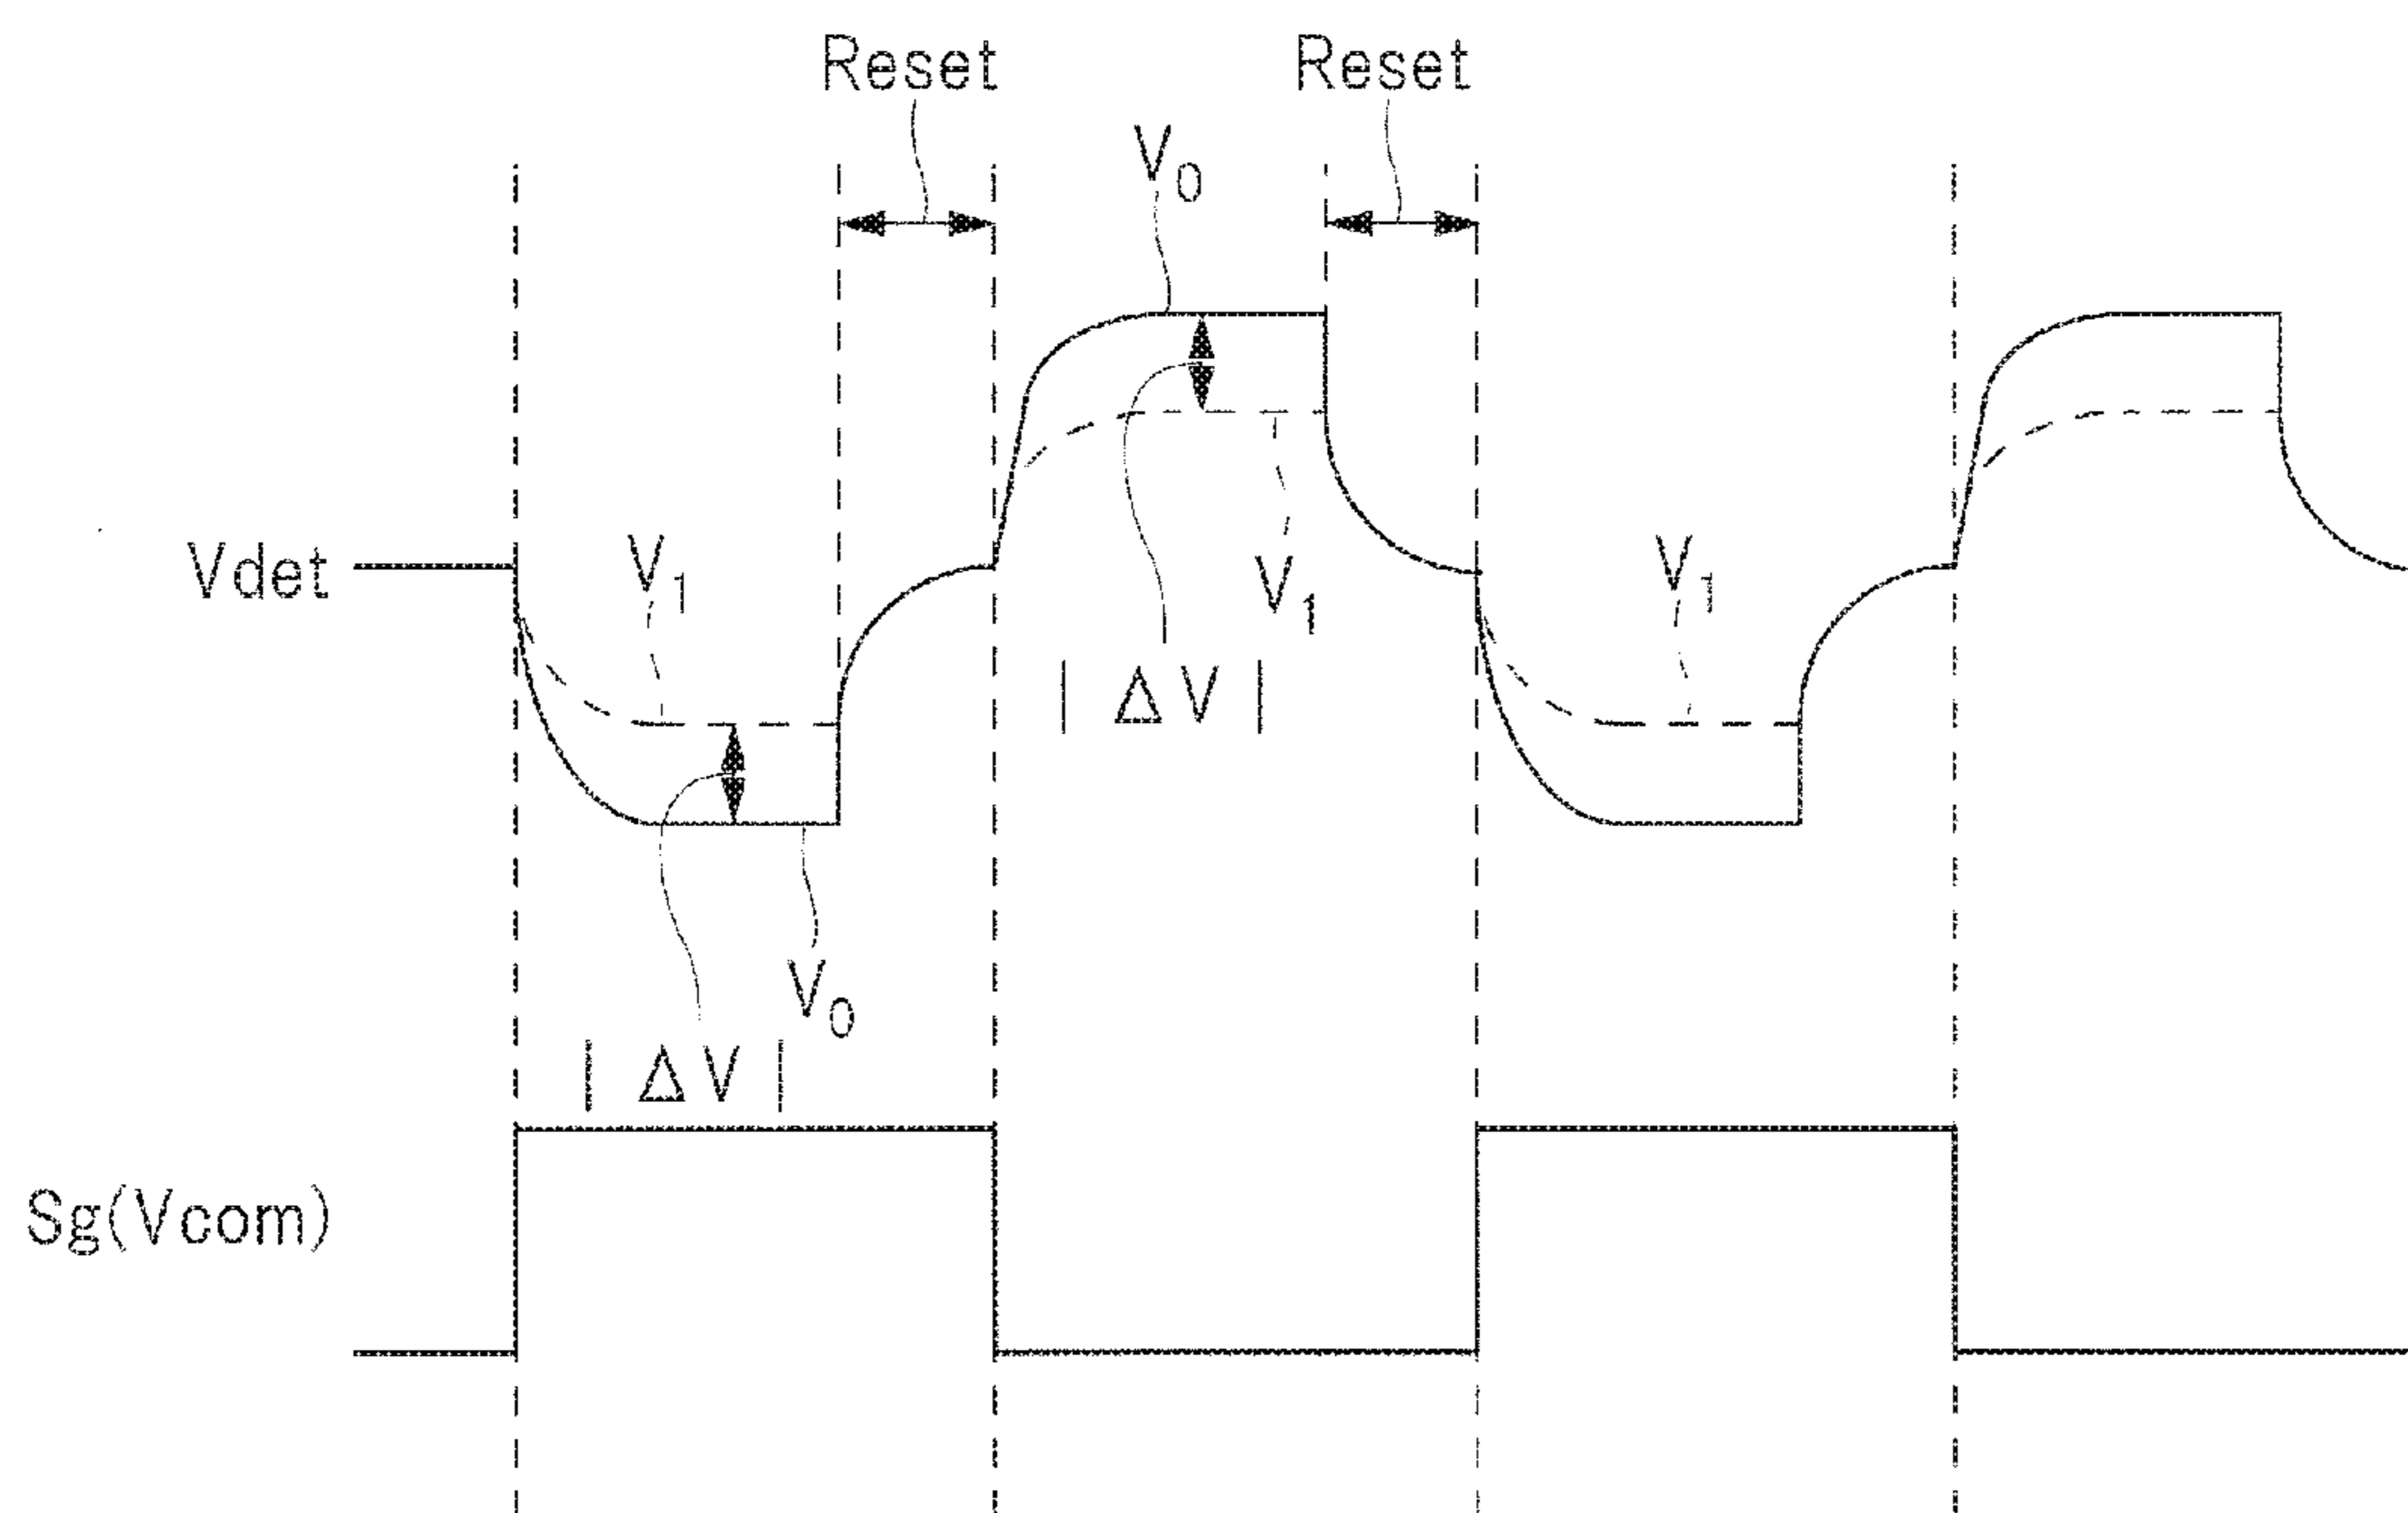 Reset
Reset
V0
Vdet
V1
V1
V1
| ΔV |
V0
| ΔV |
Sg(Vcom)